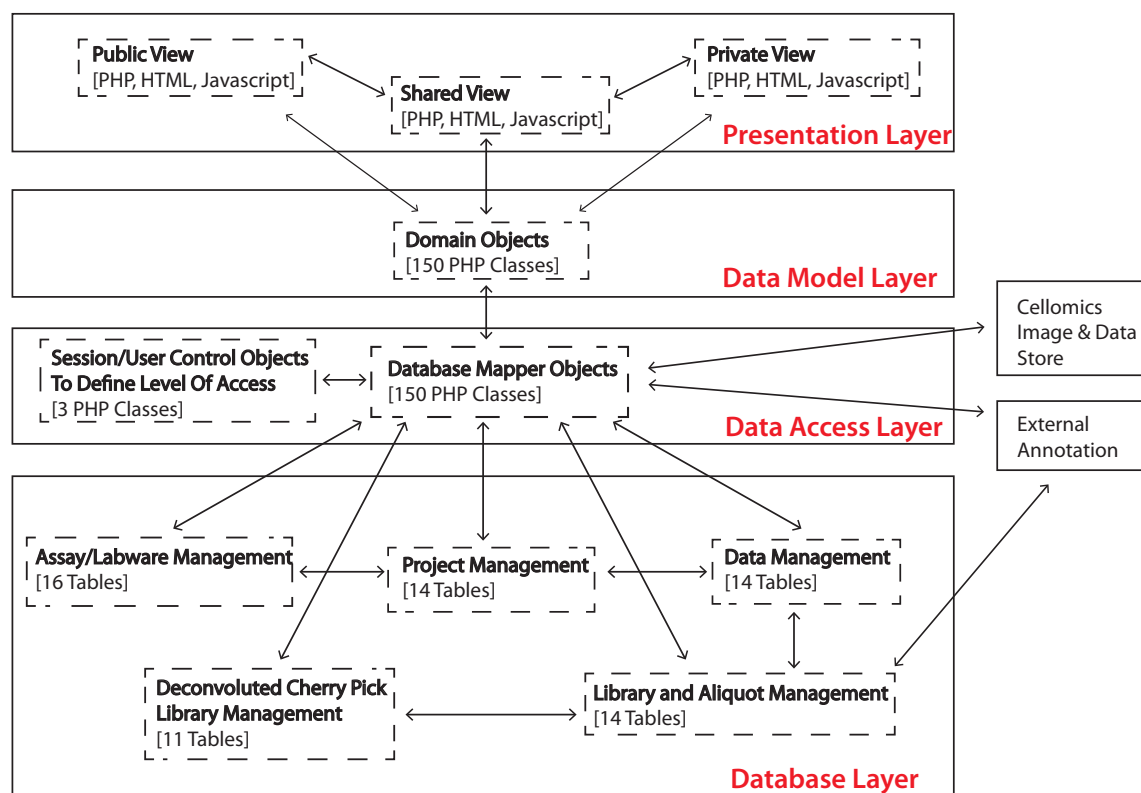 Public View
[PHP, HTML, Javascript]
Private View
[PHP, HTML, Javascript]
Shared View
[PHP, HTML, Javascript]
Presentation Layer
Domain Objects
[150 PHP Classes]
Data Model Layer
Cellomics
Image & Data
Store
Session/User Control Objects
To Define Level Of Access
[3 PHP Classes]
Database Mapper Objects
[150 PHP Classes]
Data Access Layer
External
Annotation
Assay/Labware Management
[16 Tables]
Project Management
[14 Tables]
Data Management
[14 Tables]
Deconvoluted Cherry Pick
Library Management
[11 Tables]
Library and Aliquot Management
[14 Tables]
Database Layer